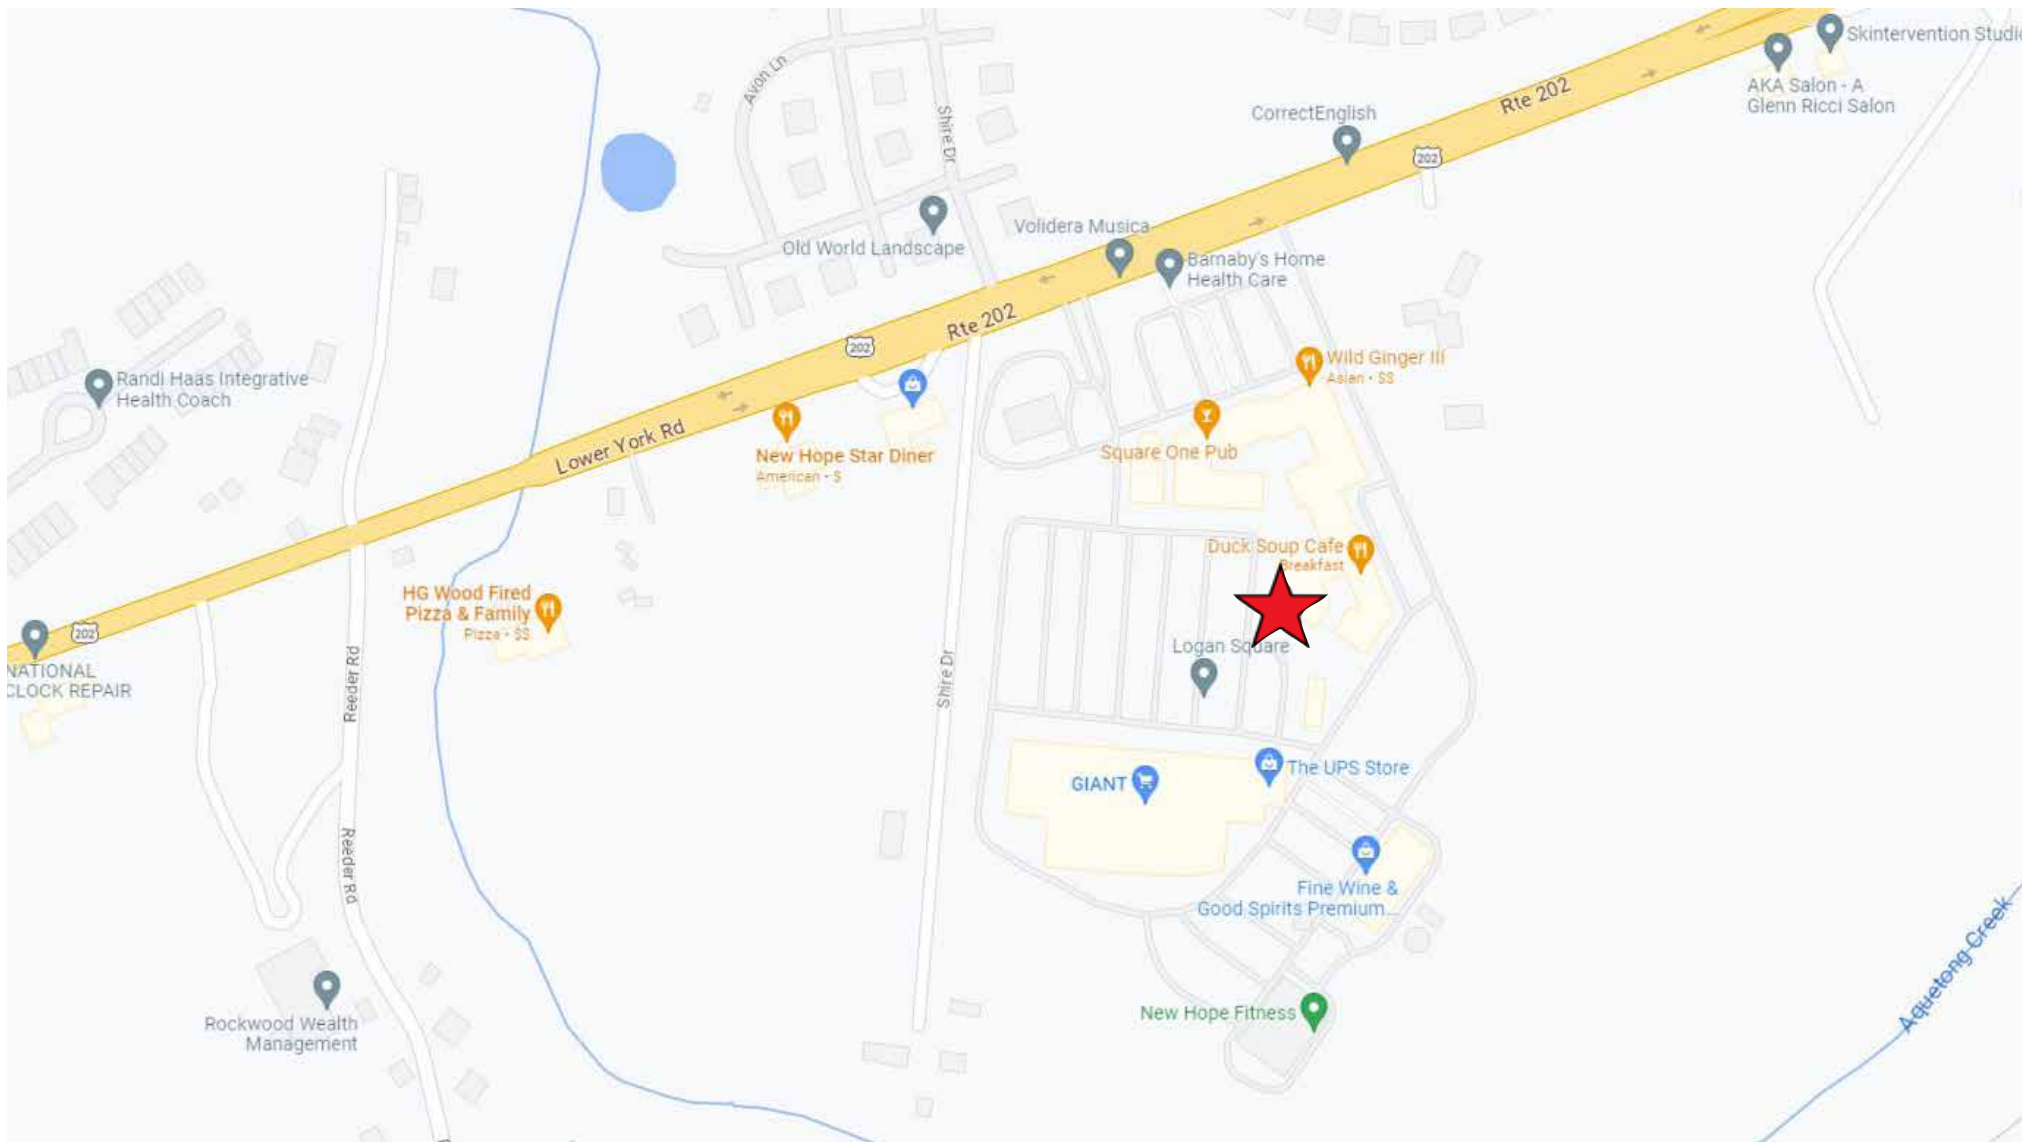 Skintervention Studi
AKA Salon - A
Glenn Ricci Salon
Rte 202
CorrectEnglish
202
Avon Ln
Shire Dr
Old World Landscape
Volidera Musica
Barnaby's Home
Health Care
Rte 202
202
Wild Ginger III
Asian • $$
Randi Haas Integrative
Health Coach
Square One Pub
Lower York Rd
New Hope Star Diner
American • $
Duck Soup Cafe
Breakfast
HG Wood Fired
Pizza & Family
Pizza • $$
202
NATIONAL
CLOCK REPAIR
Reeder Rd
Shire Dr
Logan Square
GIANT
The UPS Store
Reeder Rd
Fine Wine &
Good Spirits Premium...
Aquetong Creek
New Hope Fitness
Rockwood Wealth
Management